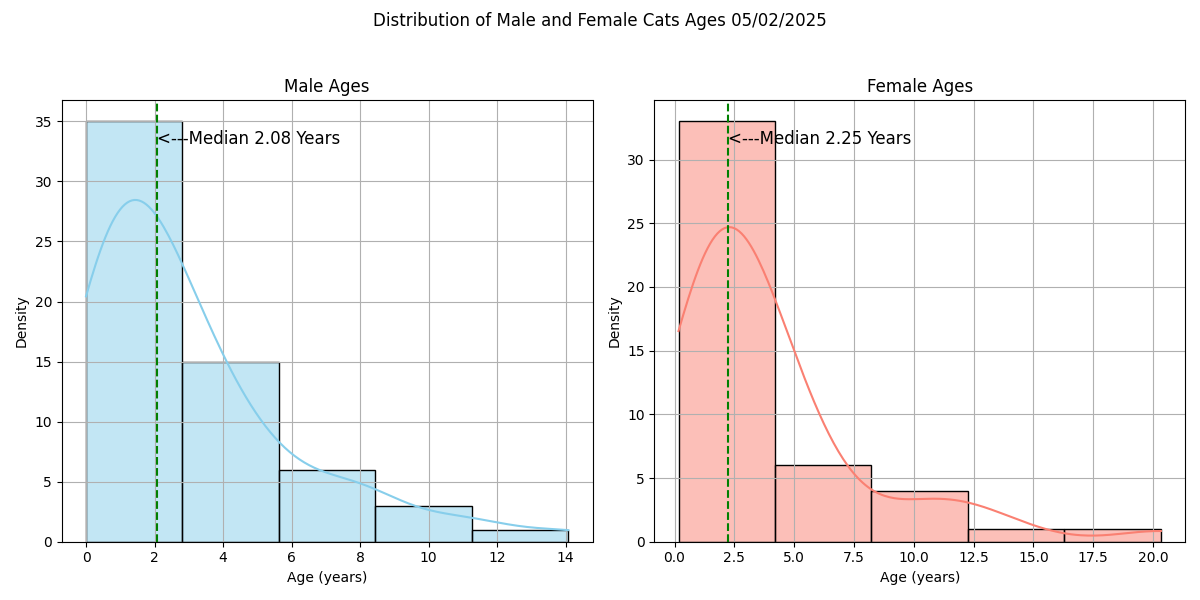 Distribution of Male and Female Cats Ages 05/02/2025
Male Ages
35
30
25
20
15
10
5
0
Density
<---Median 2.08 Years
0 2 4 6 8 10 12 14
Age (years)
Female Ages
30
25
20
15
10
5
0
Density
<---Median 2.25 Years
0.0 2.5 5.0 7.5 10.0 12.5 15.0 17.5 20.0
Age (years)